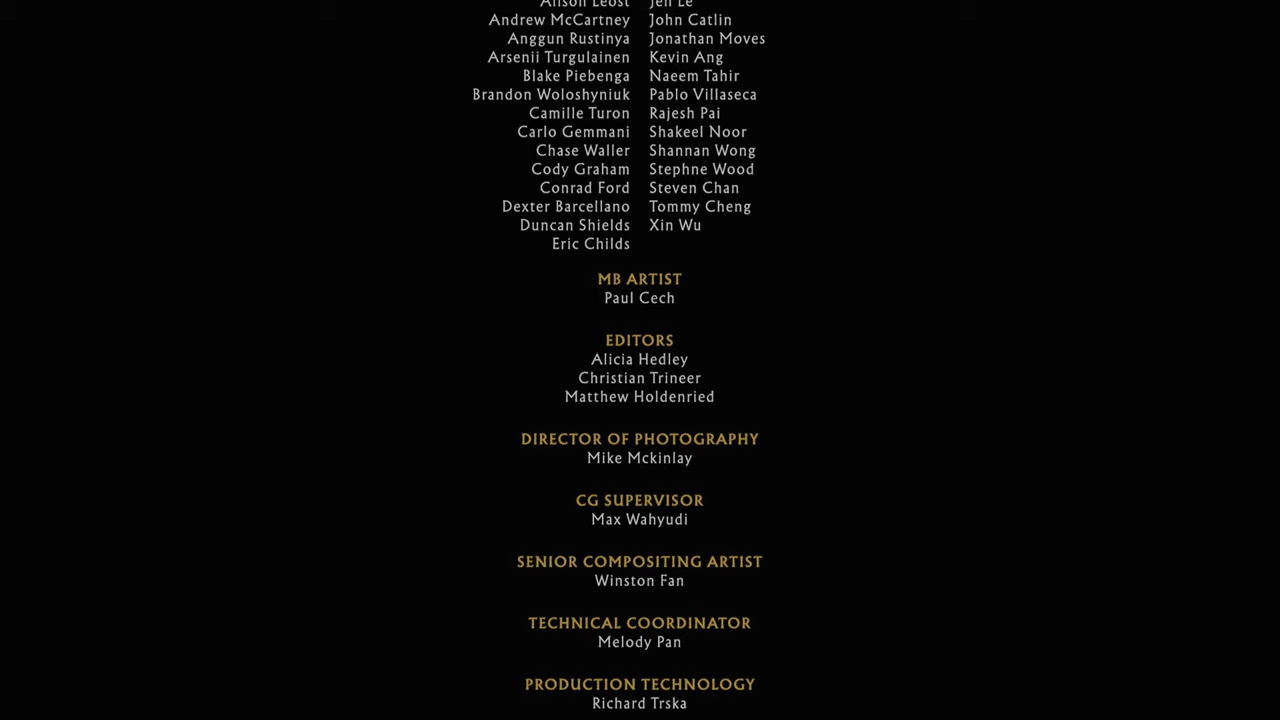 Alison Leost Jen Le
Andrew McCartney John Catlin
Anggun Rustinya Jonathan Moves
Arsenii Turgulainen Kevin Ang
Blake Piebenga Naeem Tahir
Brandon Woloshyniuk Pablo Villaseca
Camille Turon Rajesh Pai
Carlo Gemmani Shakeel Noor
Chase Waller Shannan Wong
Cody Graham Stephne Wood
Conrad Ford Steven Chan
Dexter Barcellano Tommy Cheng
Duncan Shields Xin Wu
Eric Childs
MB ARTIST
Paul Cech
EDITORS
Alicia Hedley
Christian Trineer
Matthew Holdenried
DIRECTOR OF PHOTOGRAPHY
Mike Mckinlay
CG SUPERVISOR
Max Wahyudi
SENIOR COMPOSITING ARTIST
Winston Fan
TECHNICAL COORDINATOR
Melody Pan
PRODUCTION TECHNOLOGY
Richard Trska